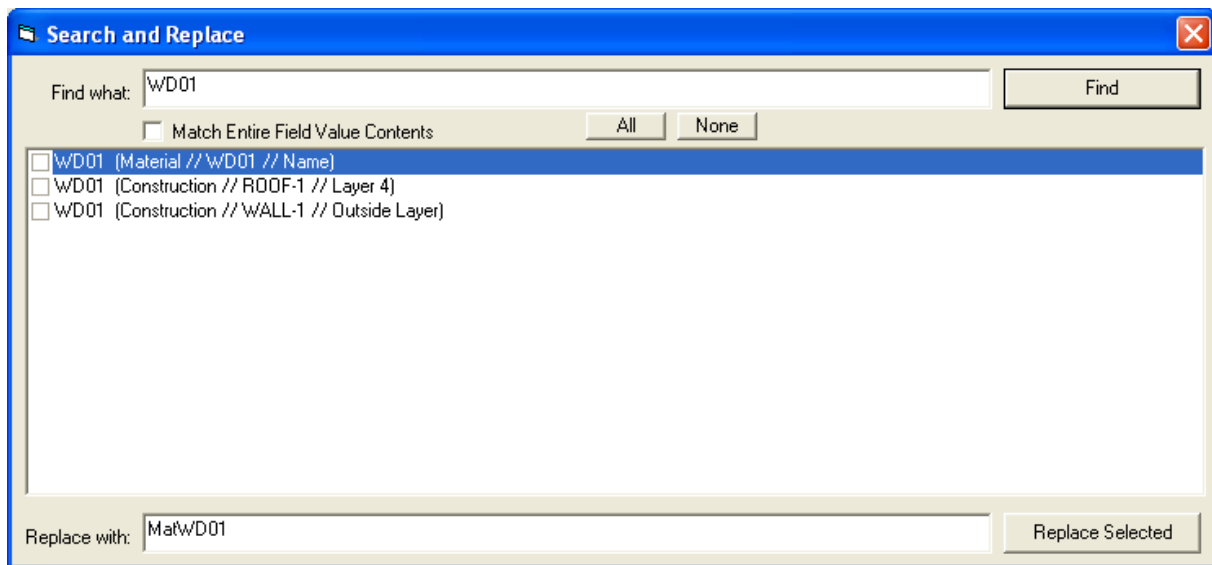 Search and Replace
Find what: WD01 Find
Match Entire Field Value Contents All None
WD01 (Material // WD01 // Name)
WD01 (Construction // ROOF-1 // Layer 4)
WD01 (Construction // WALL-1 // Outside Layer)
Replace with: MatWD01 Replace Selected